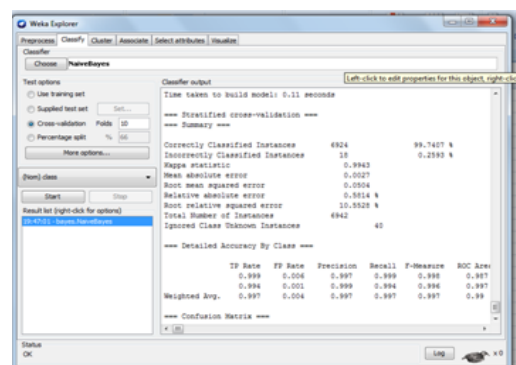 Weka Explorer
Preprocess Classify Cluster Associate Select attributes Visualize
Classifier
Choose NaiveBayes
Left-click to edit properties for this object, right-clic
Test options
Use training set
Supplied test set Set...
Cross-validation Folds 10
Percentage split % 66
More options...
(Nom) class
Start Stop
Result list (right-click for options)
19:47:01 - bayes.NaiveBayes
Classifier output
Time taken to build model: 0.11 seconds
=== Stratified cross-validation ===
=== Summary ===
Correctly Classified Instances 6924 99.7407 %
Incorrectly Classified Instances 18 0.2593 %
Kappa statistic 0.9943
Mean absolute error 0.0027
Root mean squared error 0.0504
Relative absolute error 0.5814 %
Root relative squared error 10.5528 %
Total Number of Instances 6942
Ignored Class Unknown Instances 40
=== Detailed Accuracy By Class ===
TP Rate FP Rate Precision Recall F-Measure ROC Area
0.999 0.006 0.997 0.999 0.998 0.987
0.994 0.001 0.999 0.994 0.996 0.997
Weighted Avg. 0.997 0.004 0.997 0.997 0.997 0.99
=== Confusion Matrix ===
Status
OK
Log
x 0